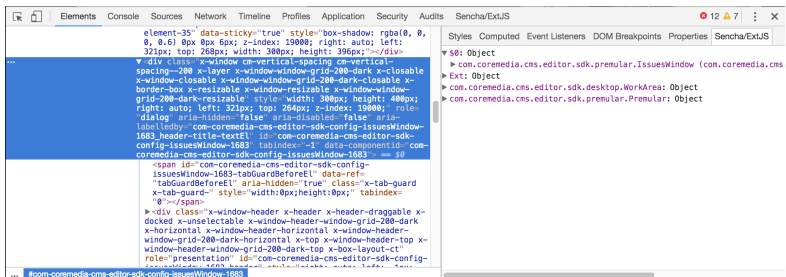 Elements Console Sources Network Timeline Profiles Application Security Audits Sencha/ExtJS 12 7
element-35" data-sticky="true" style="box-shadow: rgba(0, 0,
0, 0.6) 0px 0px 6px; z-index: 19000; right: auto; left:
321px; top: 268px; width: 300px; height: 396px;"></div>
… ▼<div class="x-window cm-vertical-spacing cm-vertical-
spacing--200 x-layer x-window-window-grid-200-dark x-closable
x-window-closable x-window-window-grid-200-dark-closable x-
border-box x-resizable x-window-resizable x-window-window-
grid-200-dark-resizable" style="width: 300px; height: 400px;
right: auto; left: 321px; top: 264px; z-index: 19000;" role=
"dialog" aria-hidden="false" aria-disabled="false" aria-
labelledby="com-coremedia-cms-editor-sdk-config-issuesWindow-
1683_header-title-textEl" id="com-coremedia-cms-editor-sdk-
config-issuesWindow-1683" tabindex="-1" data-componentid="com-
coremedia-cms-editor-sdk-config-issuesWindow-1683"> == $0
<span id="com-coremedia-cms-editor-sdk-config-
issuesWindow-1683-tabGuardBeforeEl" data-ref=
"tabGuardBeforeEl" aria-hidden="true" class="x-tab-guard
x-tab-guard-" style="width:0px;height:0px;" tabindex=
"0"></span>
▶<div class="x-window-header x-header x-header-draggable x-
docked x-unselectable x-window-header-window-grid-200-dark
x-horizontal x-window-header-horizontal x-header-
window-grid-200-dark-horizontal x-top x-window-header-top x-
window-header-window-grid-200-dark-top x-box-layout-ct"
role="presentation" id="com-coremedia-cms-editor-sdk-config-
… #com-coremedia-cms-editor-sdk-config-issuesWindow-1683
Styles Computed Event Listeners DOM Breakpoints Properties Sencha/ExtJS
▼$0: Object
▶com.coremedia.cms.editor.sdk.premular.IssuesWindow (com.coremedia.cms.
▶Ext: Object
▶com.coremedia.cms.editor.sdk.desktop.WorkArea: Object
▶com.coremedia.cms.editor.sdk.premular.Premular: Object